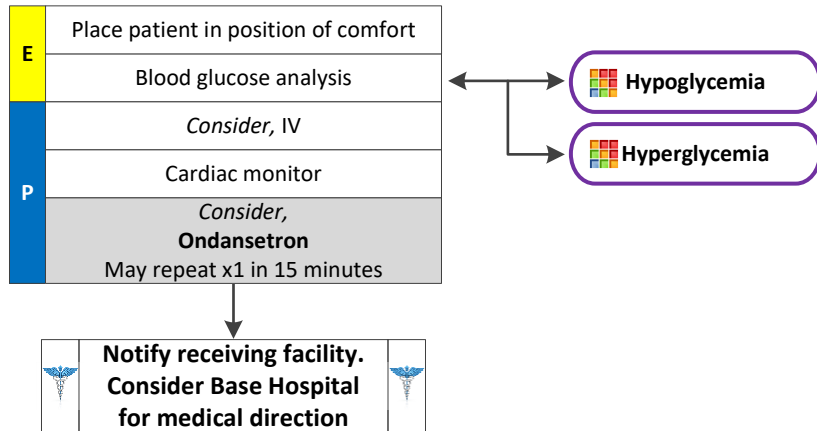 E
Place patient in position of comfort
Blood glucose analysis
Hypoglycemia
Hyperglycemia
P
Consider, IV
Cardiac monitor
Consider,
Ondansetron
May repeat x1 in 15 minutes
Notify receiving facility.
Consider Base Hospital
for medical direction